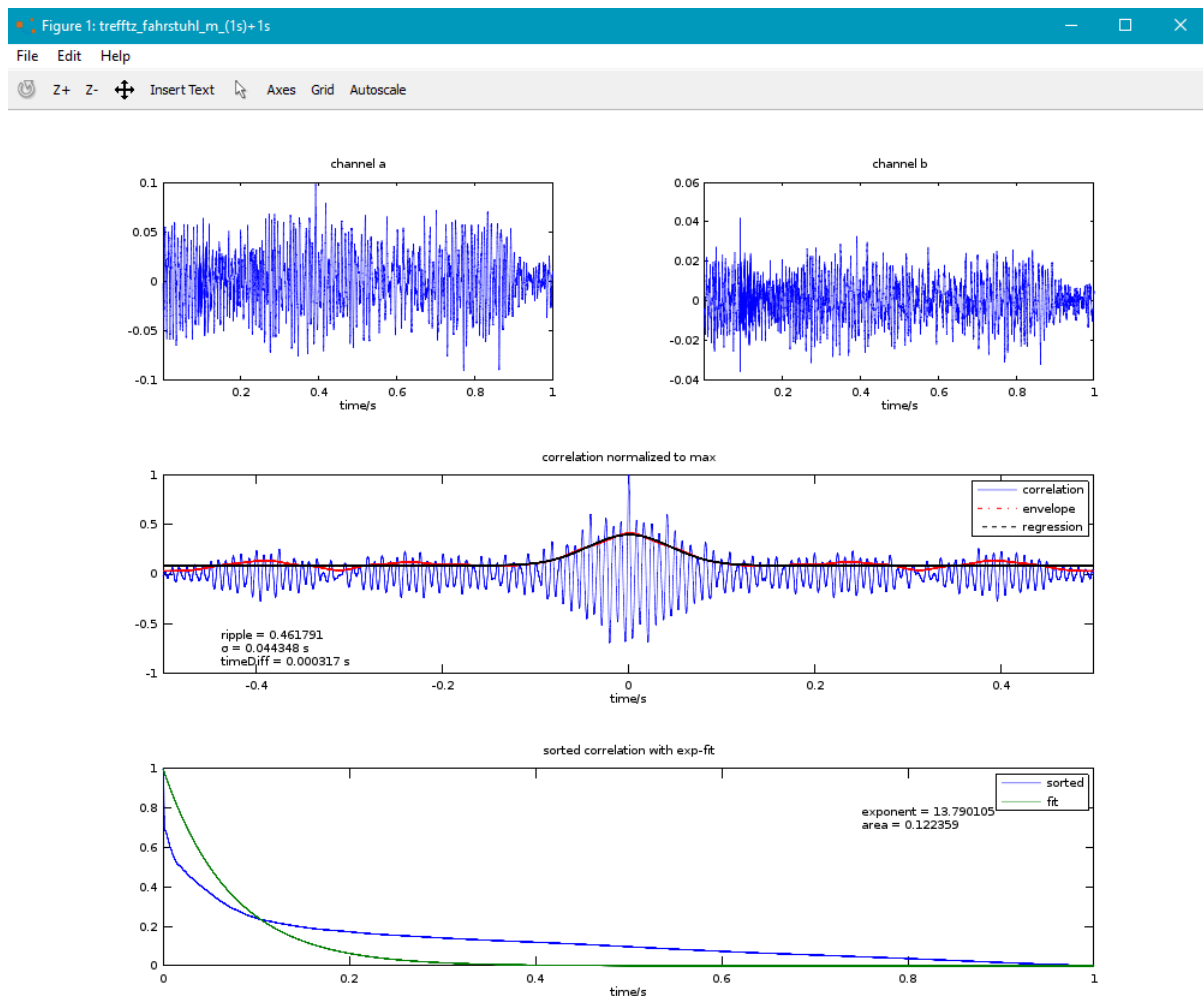 Figure 1: trefftz_fahrstuhl_m_(1s)+1s
File Edit Help
Z+ Z- Insert Text Axes Grid Autoscale
channel a
0.1
0.05
0
-0.05
-0.1
0.2 0.4 0.6 0.8 1
time/s
channel b
0.06
0.04
0.02
0
-0.02
-0.04
0.2 0.4 0.6 0.8 1
time/s
correlation normalized to max
1
0.5
0
-0.5
-1
correlation
envelope
regression
ripple = 0.461791
σ = 0.044348 s
timeDiff = 0.000317 s
-0.4 -0.2 0 0.2 0.4
time/s
sorted correlation with exp-fit
1
0.8
0.6
0.4
0.2
0
sorted
fit
exponent = 13.790105
area = 0.122359
0 0.2 0.4 0.6 0.8 1
time/s